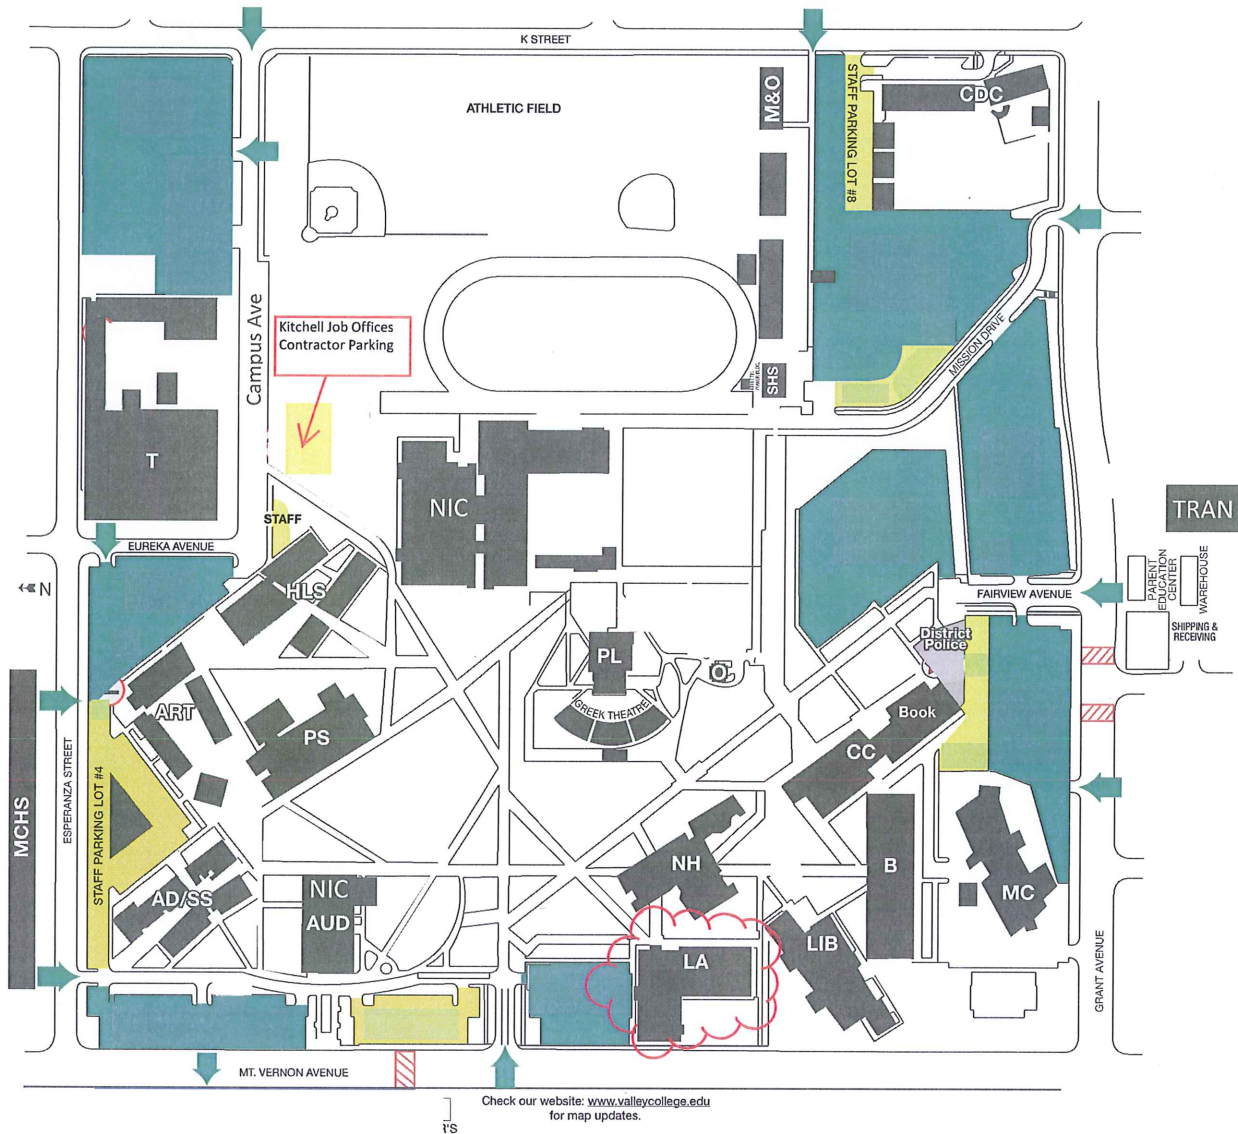 K STREET
ATHLETIC FIELD
M&O
STAFF PARKING LOT #8
CDC
Campus Ave
Kitchell Job Offices
Contractor Parking
MISSION DRIVE
SHS
T
NIC
TRAN
STAFF
EUREKA AVENUE
N
HLS
FAIRVIEW AVENUE
PARENT
EDUCATION
CENTER
WAREHOUSE
SHIPPING &
RECEIVING
District
Police
PL
O
GREEK THEATRE
ART
PS
Book
CC
MCHS
ESPERANZA STREET
STAFF PARKING LOT #4
NH
B
MC
AD/SS
NIC
AUD
LA
LIB
GRANT AVENUE
MT. VERNON AVENUE
Check our website: www.valleycollege.edu
for map updates.
R'S